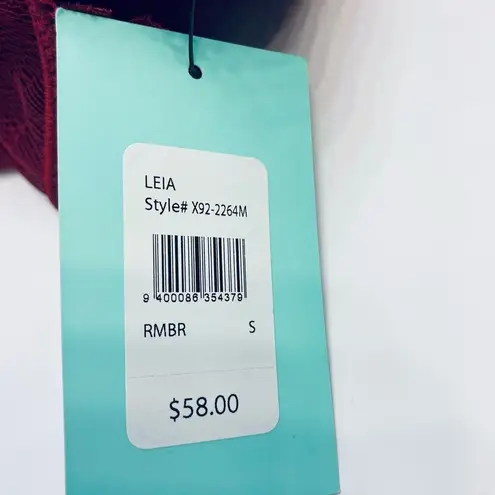 LEIA
Style# X92-2264M
9 400086 354379
RMBR S
$58.00